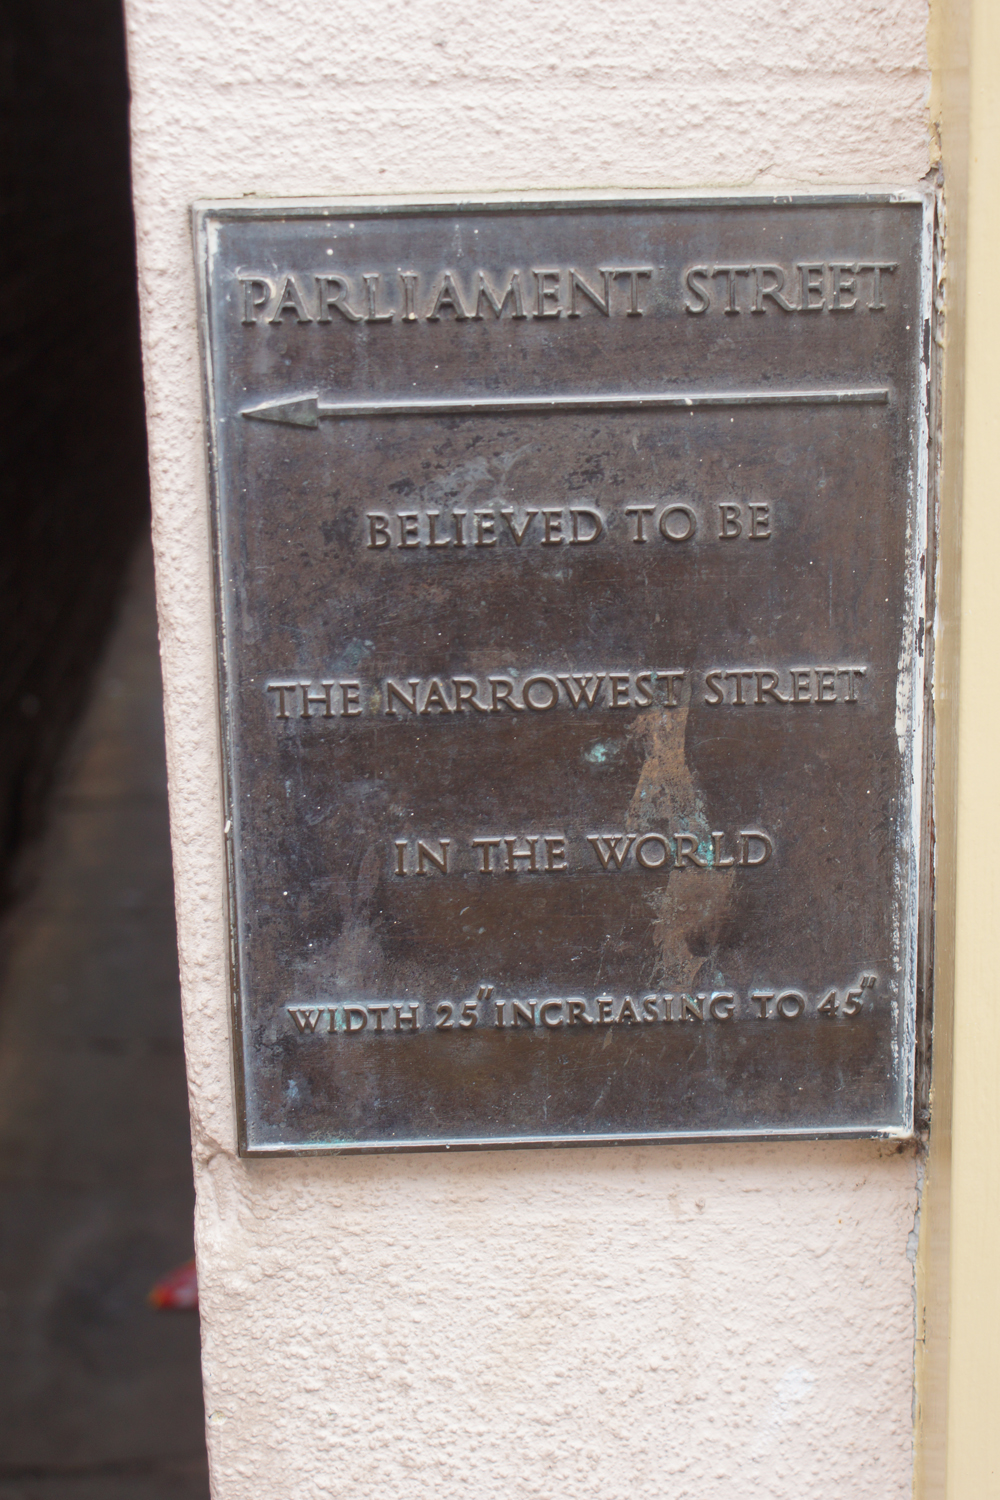 PARLIAMENT STREET
BELIEVED TO BE
THE NARROWEST STREET
IN THE WORLD
WIDTH 25" INCREASING TO 45"